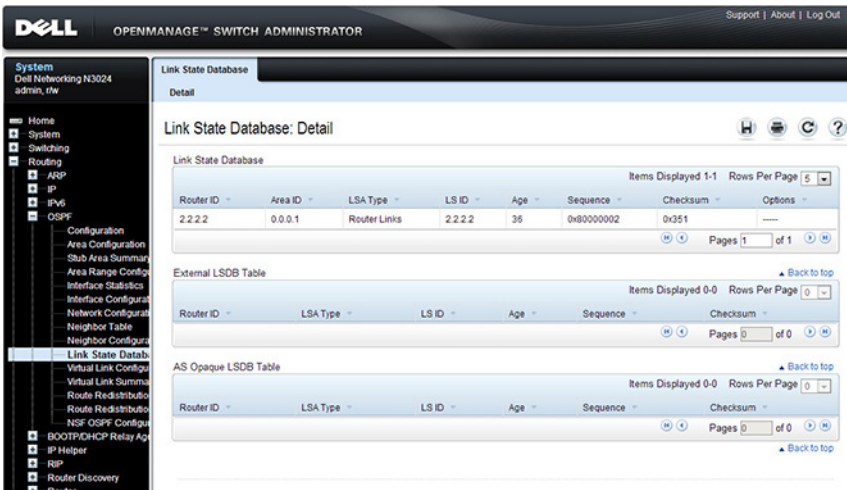 Support | About | Log Out
DELL OPENMANAGE™ SWITCH ADMINISTRATOR
System
Dell Networking N3024
admin, r/w
Home
System
Switching
Routing
ARP
IP
IPv6
OSPF
Configuration
Area Configuration
Stub Area Summary
Area Range Configu
Interface Statistics
Interface Configurat
Network Configurati
Neighbor Table
Neighbor Configura
Link State Databa
Virtual Link Configu
Virtual Link Summa
Route Redistributio
Route Redistributio
NSF OSPF Configur
BOOTP/DHCP Relay Age
IP Helper
RIP
Router Discovery
Router
Link State Database
Detail
Link State Database: Detail
Link State Database
Items Displayed 1-1 Rows Per Page 5
Router ID Area ID LSA Type LS ID Age Sequence Checksum Options
2.2.2.2 0.0.0.1 Router Links 2.2.2.2 36 0x80000002 0x351 -----
Pages 1 of 1
External LSDB Table Back to top
Items Displayed 0-0 Rows Per Page 0
Router ID LSA Type LS ID Age Sequence Checksum
Pages 0 of 0
AS Opaque LSDB Table Back to top
Items Displayed 0-0 Rows Per Page 0
Router ID LSA Type LS ID Age Sequence Checksum
Pages 0 of 0
Back to top